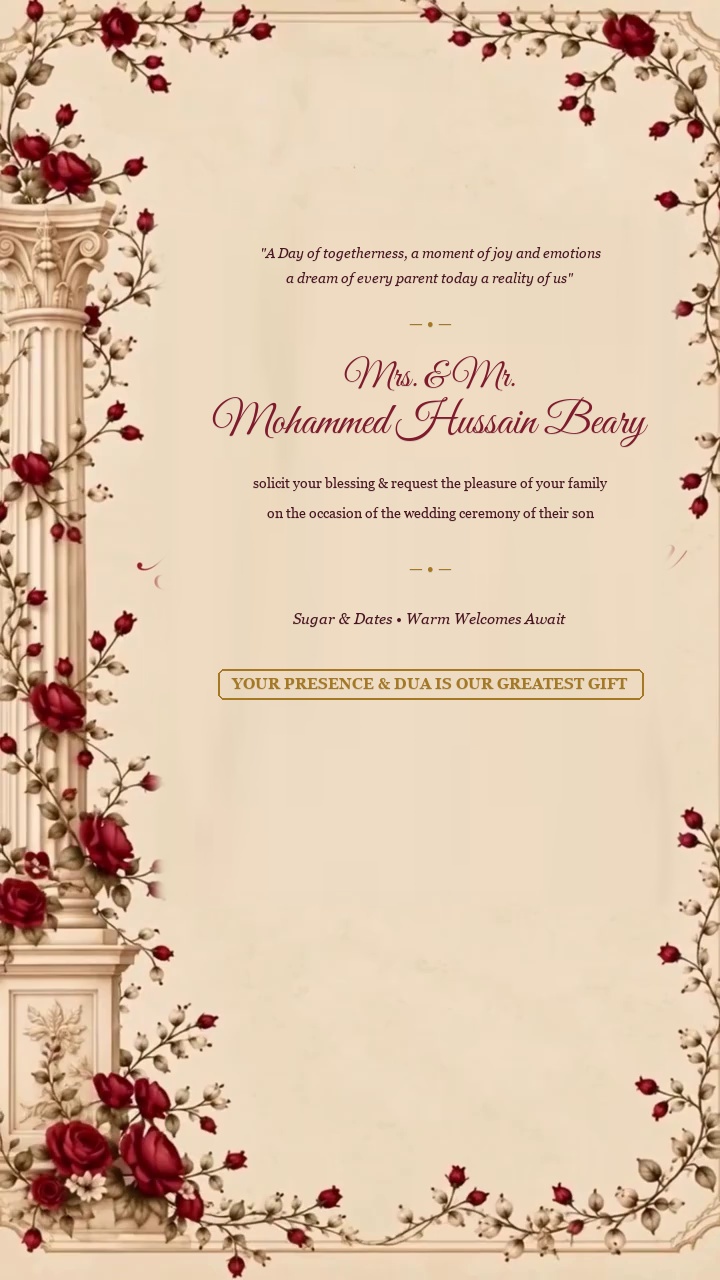 "A Day of togetherness, a moment of joy and emotions
a dream of every parent today a reality of us"
Mrs. & Mr.
Mohammed Hussain Beary
solicit your blessing & request the pleasure of your family
on the occasion of the wedding ceremony of their son
Sugar & Dates • Warm Welcomes Await
YOUR PRESENCE & DUA IS OUR GREATEST GIFT